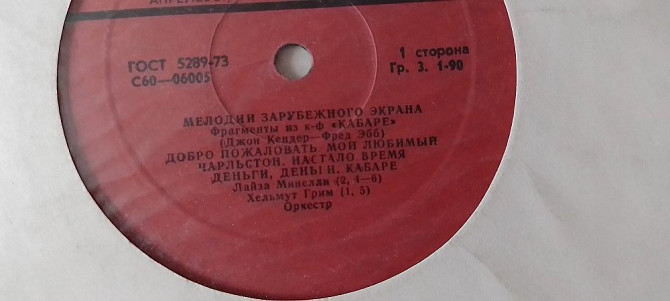 ГОСТ 5289-73
С60—06005
1 сторона
Гр. 3. 1-90
МЕЛОДИИ ЗАРУБЕЖНОГО ЭКРАНА
Фрагменты из к-ф «КАБАРЕ»
(Джон Кендер—Фред Эбб)
ДОБРО ПОЖАЛОВАТЬ. МОЙ ЛЮБИМЫЙ
ЧАРЛЬСТОН. НАСТАЛО ВРЕМЯ
ДЕНЬГИ, ДЕНЬГИ. КАБАРЕ
Лайза Минелли (2, 4—6)
Хельмут Грим (1, 5)
Оркестр